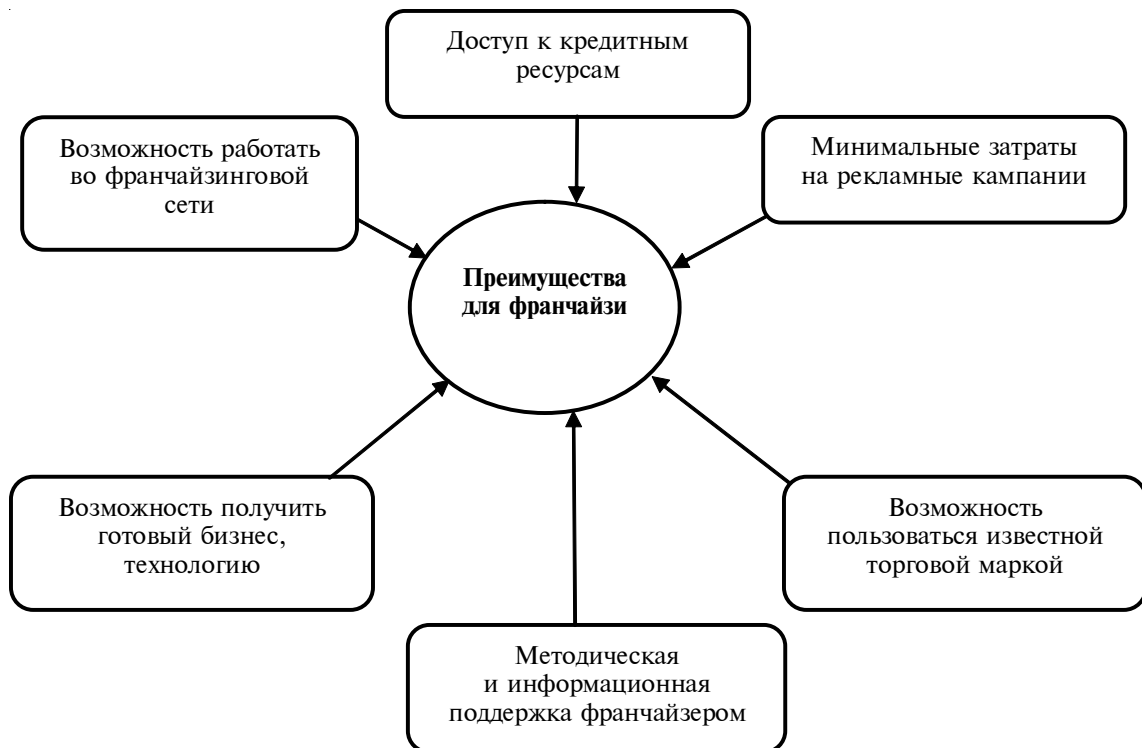 Доступ к кредитным
ресурсам
Возможность работать
во франчайзинговой
сети
Минимальные затраты
на рекламные кампании
Преимущества
для франчайзи
Возможность получить
готовый бизнес,
технологию
Возможность
пользоваться известной
торговой маркой
Методическая
и информационная
поддержка франчайзером